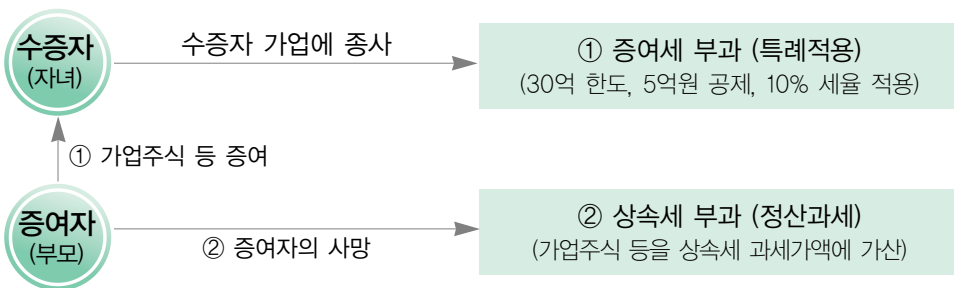 수증자
(자녀)
수증자 가업에 종사
① 증여세 부과 (특례적용)
(30억 한도, 5억원 공제, 10% 세율 적용)
① 가업주식 등 증여
증여자
(부모)
② 증여자의 사망
② 상속세 부과 (정산과세)
(가업주식 등을 상속세 과세가액에 가산)